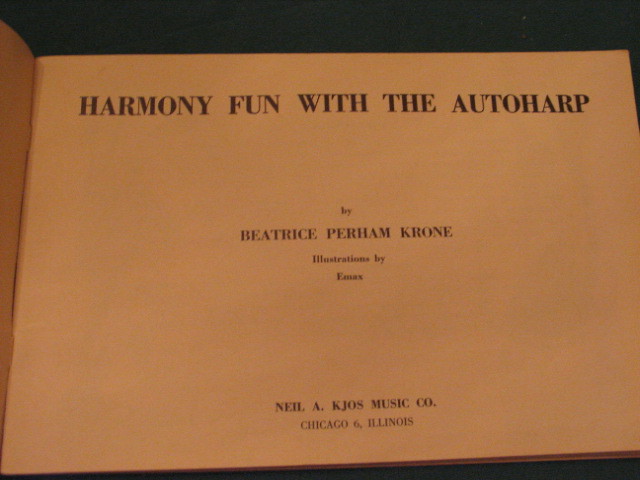 HARMONY FUN WITH THE AUTOHARP
by
BEATRICE PERHAM KRONE
Illustrations by
Emax
NEIL A. KJOS MUSIC CO.
CHICAGO 6, ILLINOIS